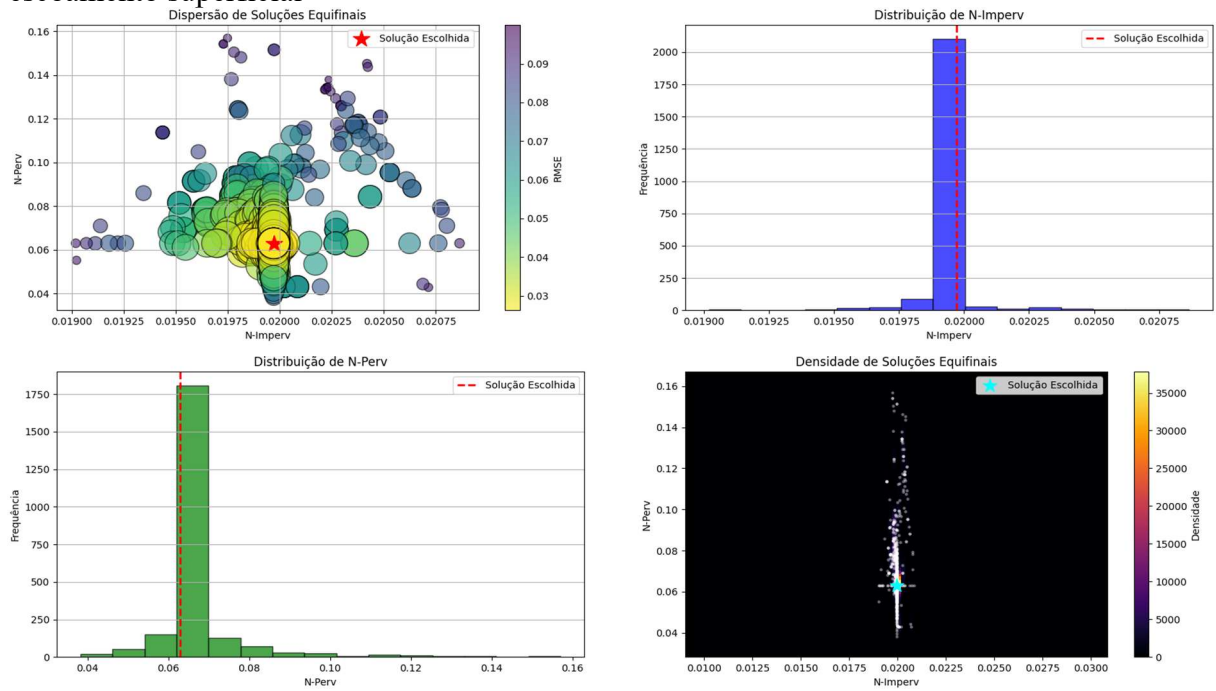 Dispersão de Soluções Equifinais
Solução Escolhida
0.16
0.14
0.12
0.10
0.08
0.06
0.04
N-Perv
0.01900 0.01925 0.01950 0.01975 0.02000 0.02025 0.02050 0.02075
N-Imperv
0.09
0.08
0.07
0.06
0.05
0.04
0.03
RMSE
Distribuição de N-Imperv
Solução Escolhida
2000
1750
1500
1250
1000
750
500
250
0
Frequência
0.01900 0.01925 0.01950 0.01975 0.02000 0.02025 0.02050 0.02075
N-Imperv
Distribuição de N-Perv
Solução Escolhida
1750
1500
1250
1000
750
500
250
0
Frequência
0.04 0.06 0.08 0.10 0.12 0.14 0.16
N-Perv
Densidade de Soluções Equifinais
Solução Escolhida
0.16
0.14
0.12
0.10
0.08
0.06
0.04
N-Perv
0.0100 0.0125 0.0150 0.0175 0.0200 0.0225 0.0250 0.0275 0.0300
N-Imperv
35000
30000
25000
20000
15000
10000
5000
0
Densidade